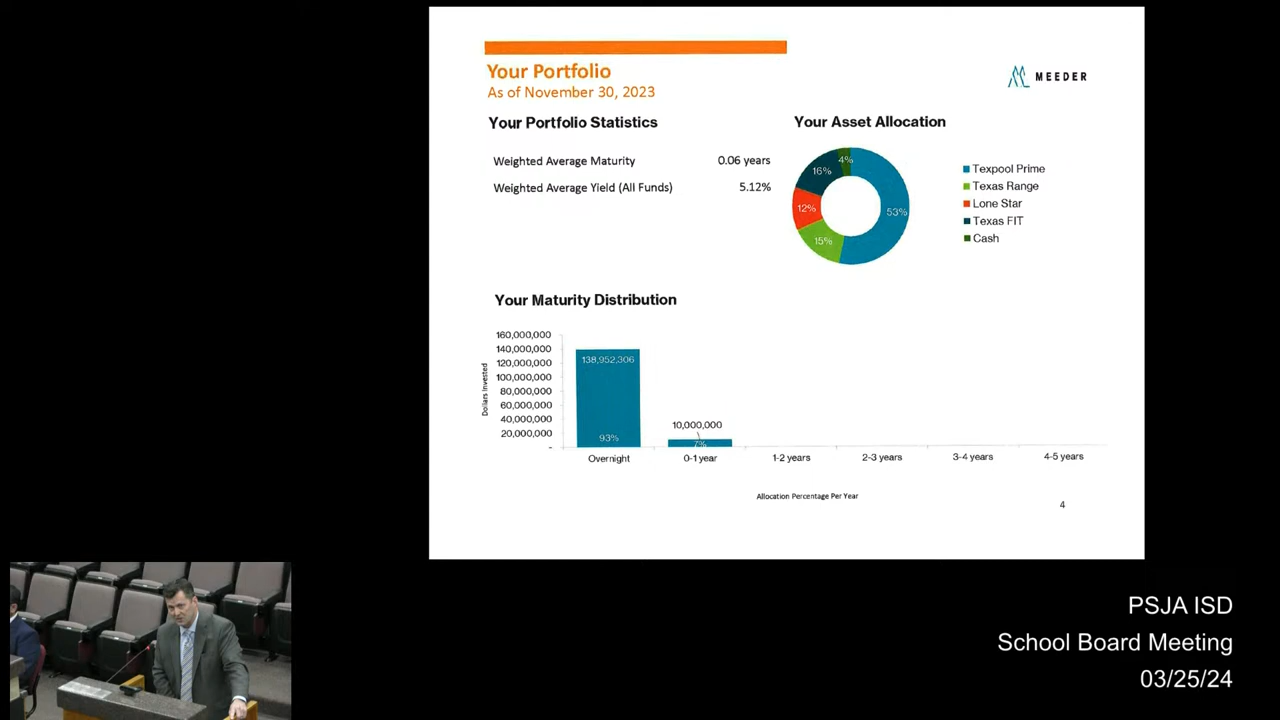 Your Portfolio
As of November 30, 2023
MEEDER
Your Portfolio Statistics
Weighted Average Maturity 0.06 years
Weighted Average Yield (All Funds) 5.12%
Your Asset Allocation
4%
16%
12%
53%
15%
Texpool Prime
Texas Range
Lone Star
Texas FIT
Cash
Your Maturity Distribution
Dollars Invested
160,000,000
140,000,000
120,000,000
100,000,000
80,000,000
60,000,000
40,000,000
20,000,000
-
138,952,306
93%
10,000,000
7%
Overnight 0-1 year 1-2 years 2-3 years 3-4 years 4-5 years
Allocation Percentage Per Year
4
PSJA ISD
School Board Meeting
03/25/24